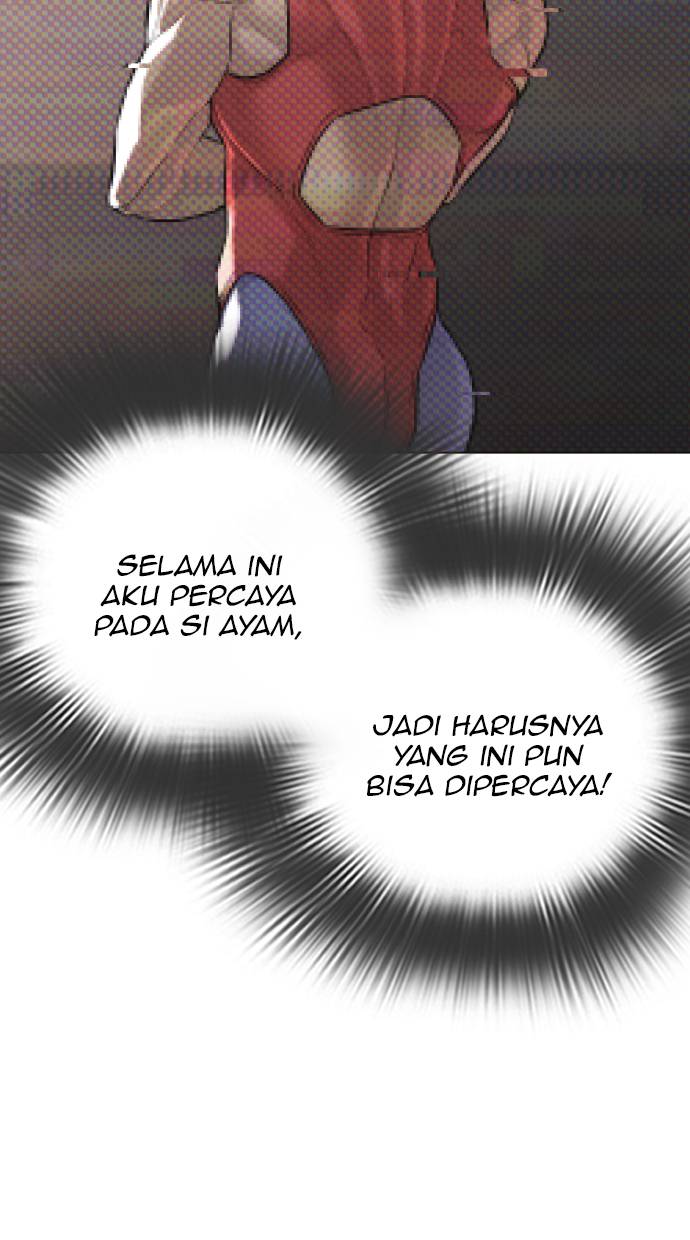 SELAMA INI
AKU PERCAYA
PADA SI AYAM,
JADI HARUSNYA
YANG INI PUN
BISA DIPERCAYA!